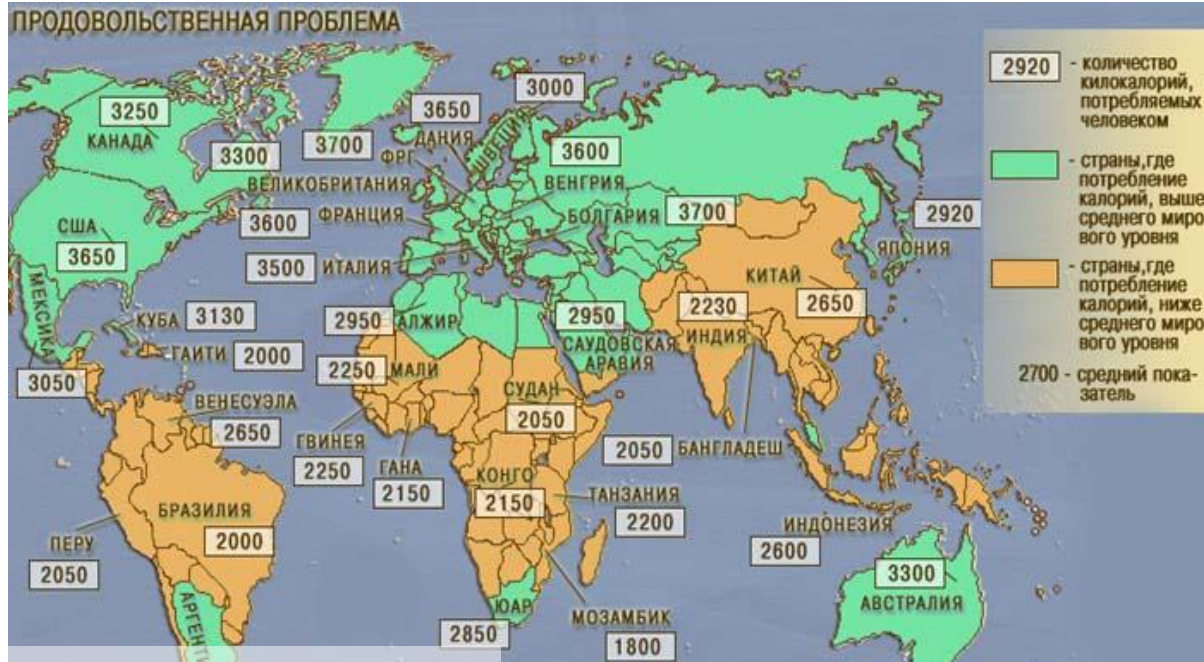 ПРОДОВОЛЬСТВЕННАЯ ПРОБЛЕМА
3250
КАНАДА
3300
3700
3650
3000
ДАНИЯ
ШВЕЦИЯ
ФРГ
3600
ВЕЛИКОБРИТАНИЯ
ВЕНГРИЯ
3600
ФРАНЦИЯ
БОЛГАРИЯ
3700
2920
ЯПОНИЯ
США
3650
3500
ИТАЛИЯ
МЕКСИКА
3050
КУБА
3130
ГАИТИ
2000
2950
АЛЖИР
2950
САУДОВСКАЯ
АРАВИЯ
2230
ИНДИЯ
КИТАЙ
2650
2250
МАЛИ
СУДАН
2050
ВЕНЕСУЭЛА
2650
ГВИНЕЯ
2250
ГАНА
2150
КОНГО
2150
2050
БАНГЛАДЕШ
ТАНЗАНИЯ
2200
БРАЗИЛИЯ
2000
ПЕРУ
2050
ИНДОНЕЗИЯ
2600
3300
АВСТРАЛИЯ
ЮАР
2850
МОЗАМБИК
1800
2920 - количество
килокалорий,
потребляемых
человеком
- страны,где
потребление
калорий, выше
среднего миро
вого уровня
- страны,где
потребление
калорий, ниже
среднего миро
вого уровня
2700 - средний пока-
затель